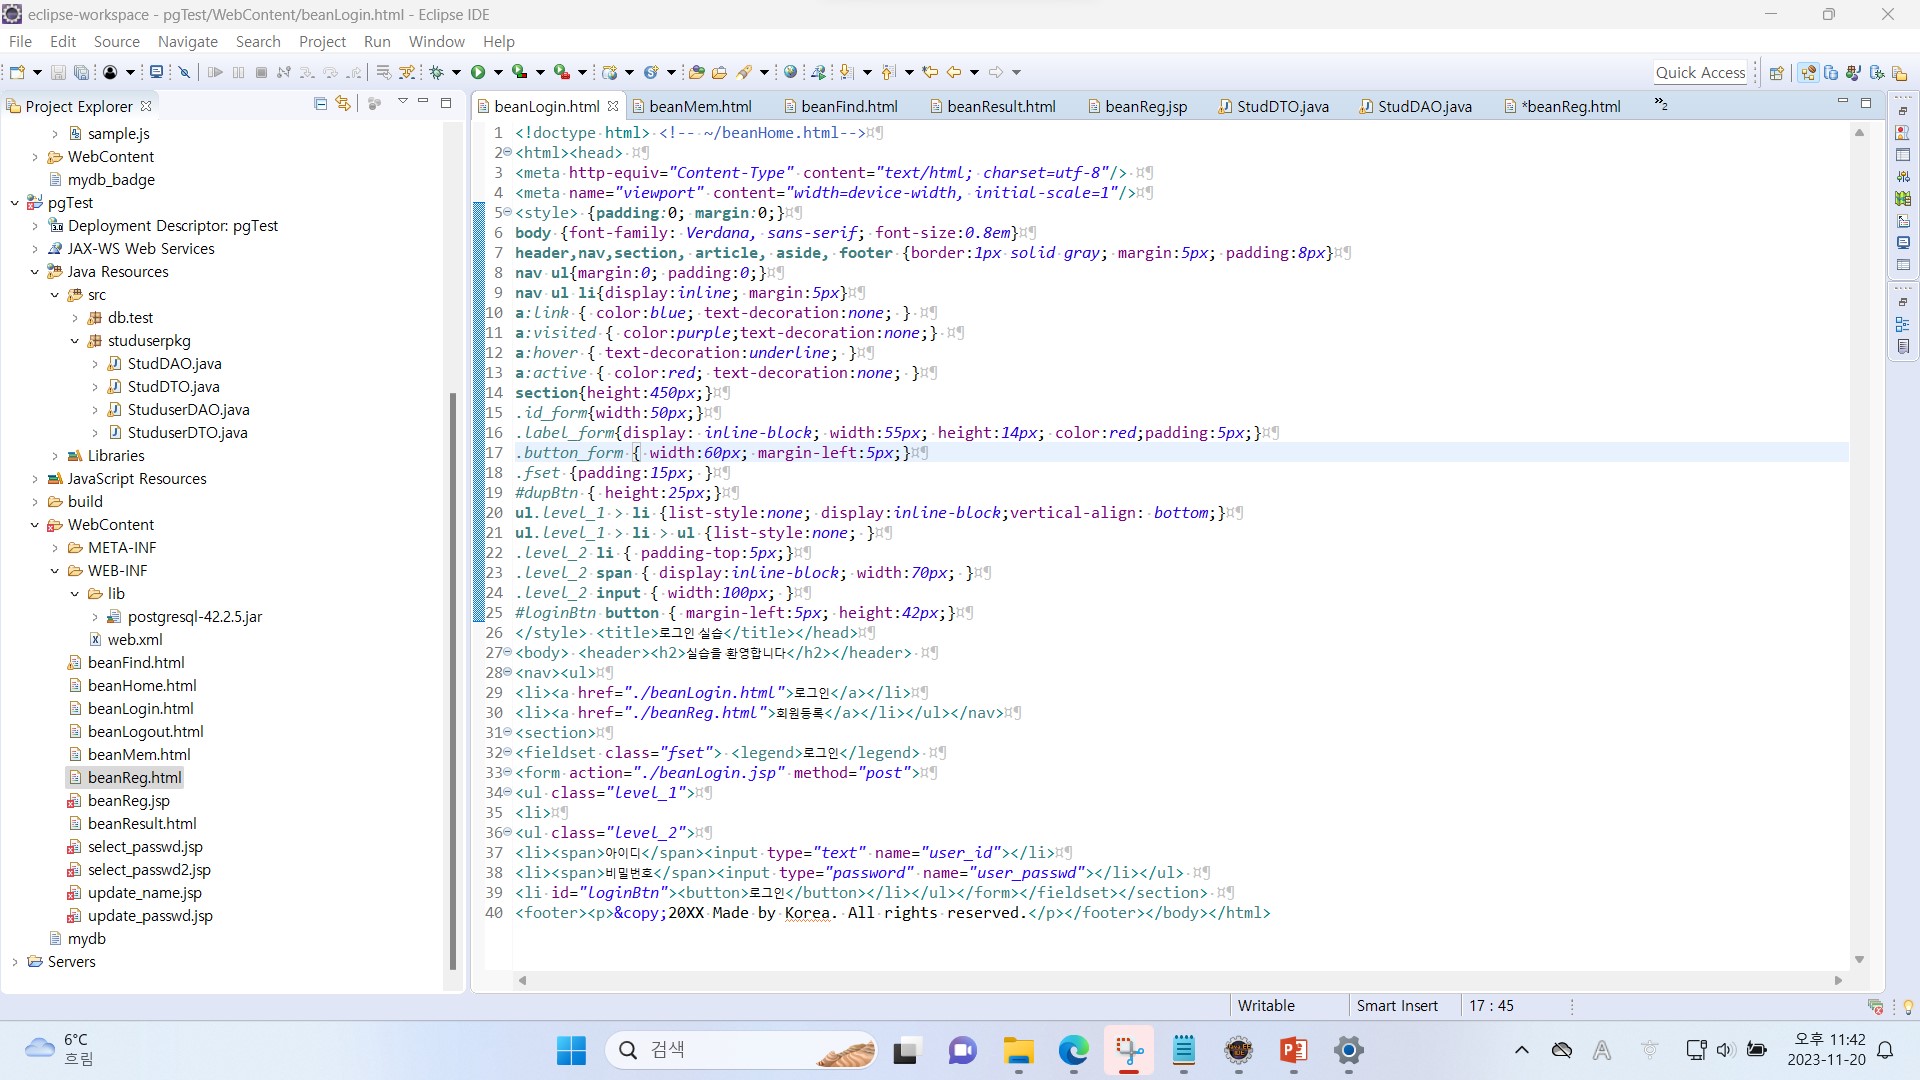 eclipse-workspace - pgTest/WebContent/beanLogin.html - Eclipse IDE
File Edit Source Navigate Search Project Run Window Help
Quick Access
Project Explorer
sample.js
WebContent
mydb_badge
pgTest
Deployment Descriptor: pgTest
JAX-WS Web Services
Java Resources
src
db.test
studuserpkg
StudDAO.java
StudDTO.java
StuduserDAO.java
StuduserDTO.java
Libraries
JavaScript Resources
build
WebContent
META-INF
WEB-INF
lib
postgresql-42.2.5.jar
web.xml
beanFind.html
beanHome.html
beanLogin.html
beanLogout.html
beanMem.html
beanReg.html
beanReg.jsp
beanResult.html
select_passwd.jsp
select_passwd2.jsp
update_name.jsp
update_passwd.jsp
mydb
Servers
beanLogin.html beanMem.html beanFind.html beanResult.html beanReg.jsp StudDTO.java StudDAO.java *beanReg.html »2
1 <!doctype html> <!-- ~/beanHome.html-->¤¶
2 <html><head> ¤¶
3 <meta http-equiv="Content-Type" content="text/html; charset=utf-8"/> ¤¶
4 <meta name="viewport" content="width=device-width, initial-scale=1"/>¤¶
5 <style> {padding:0; margin:0;}¤¶
6 body {font-family: Verdana, sans-serif; font-size:0.8em}¤¶
7 header,nav,section, article, aside, footer {border:1px solid gray; margin:5px; padding:8px}¤¶
8 nav ul{margin:0; padding:0;}¤¶
9 nav ul li{display:inline; margin:5px}¤¶
10 a:link { color:blue; text-decoration:none; } ¤¶
11 a:visited { color:purple;text-decoration:none;} ¤¶
12 a:hover { text-decoration:underline; }¤¶
13 a:active { color:red; text-decoration:none; }¤¶
14 section{height:450px;}¤¶
15 .id_form{width:50px;}¤¶
16 .label_form{display: inline-block; width:55px; height:14px; color:red;padding:5px;}¤¶
17 .button_form { width:60px; margin-left:5px;}¤¶
18 .fset {padding:15px; }¤¶
19 #dupBtn { height:25px;}¤¶
20 ul.level_1 > li {list-style:none; display:inline-block;vertical-align: bottom;}¤¶
21 ul.level_1 > li > ul {list-style:none; }¤¶
22 .level_2 li { padding-top:5px;}¤¶
23 .level_2 span { display:inline-block; width:70px; }¤¶
24 .level_2 input { width:100px; }¤¶
25 #loginBtn button { margin-left:5px; height:42px;}¤¶
26 </style> <title>로그인 실습</title></head>¤¶
27 <body> <header><h2>실습을 환영합니다</h2></header> ¤¶
28 <nav><ul>¤¶
29 <li><a href="./beanLogin.html">로그인</a></li>¤¶
30 <li><a href="./beanReg.html">회원등록</a></li></ul></nav>¤¶
31 <section>¤¶
32 <fieldset class="fset"> <legend>로그인</legend> ¤¶
33 <form action="./beanLogin.jsp" method="post">¤¶
34 <ul class="level_1">¤¶
35 <li>¤¶
36 <ul class="level_2">¤¶
37 <li><span>아이디</span><input type="text" name="user_id"></li>¤¶
38 <li><span>비밀번호</span><input type="password" name="user_passwd"></li></ul> ¤¶
39 <li id="loginBtn"><button>로그인</button></li></ul></form></fieldset></section> ¤¶
40 <footer><p>&copy;20XX Made by Korea. All rights reserved.</p></footer></body></html>
Writable Smart Insert 17 : 45
6°C
흐림
검색
오후 11:42
2023-11-20